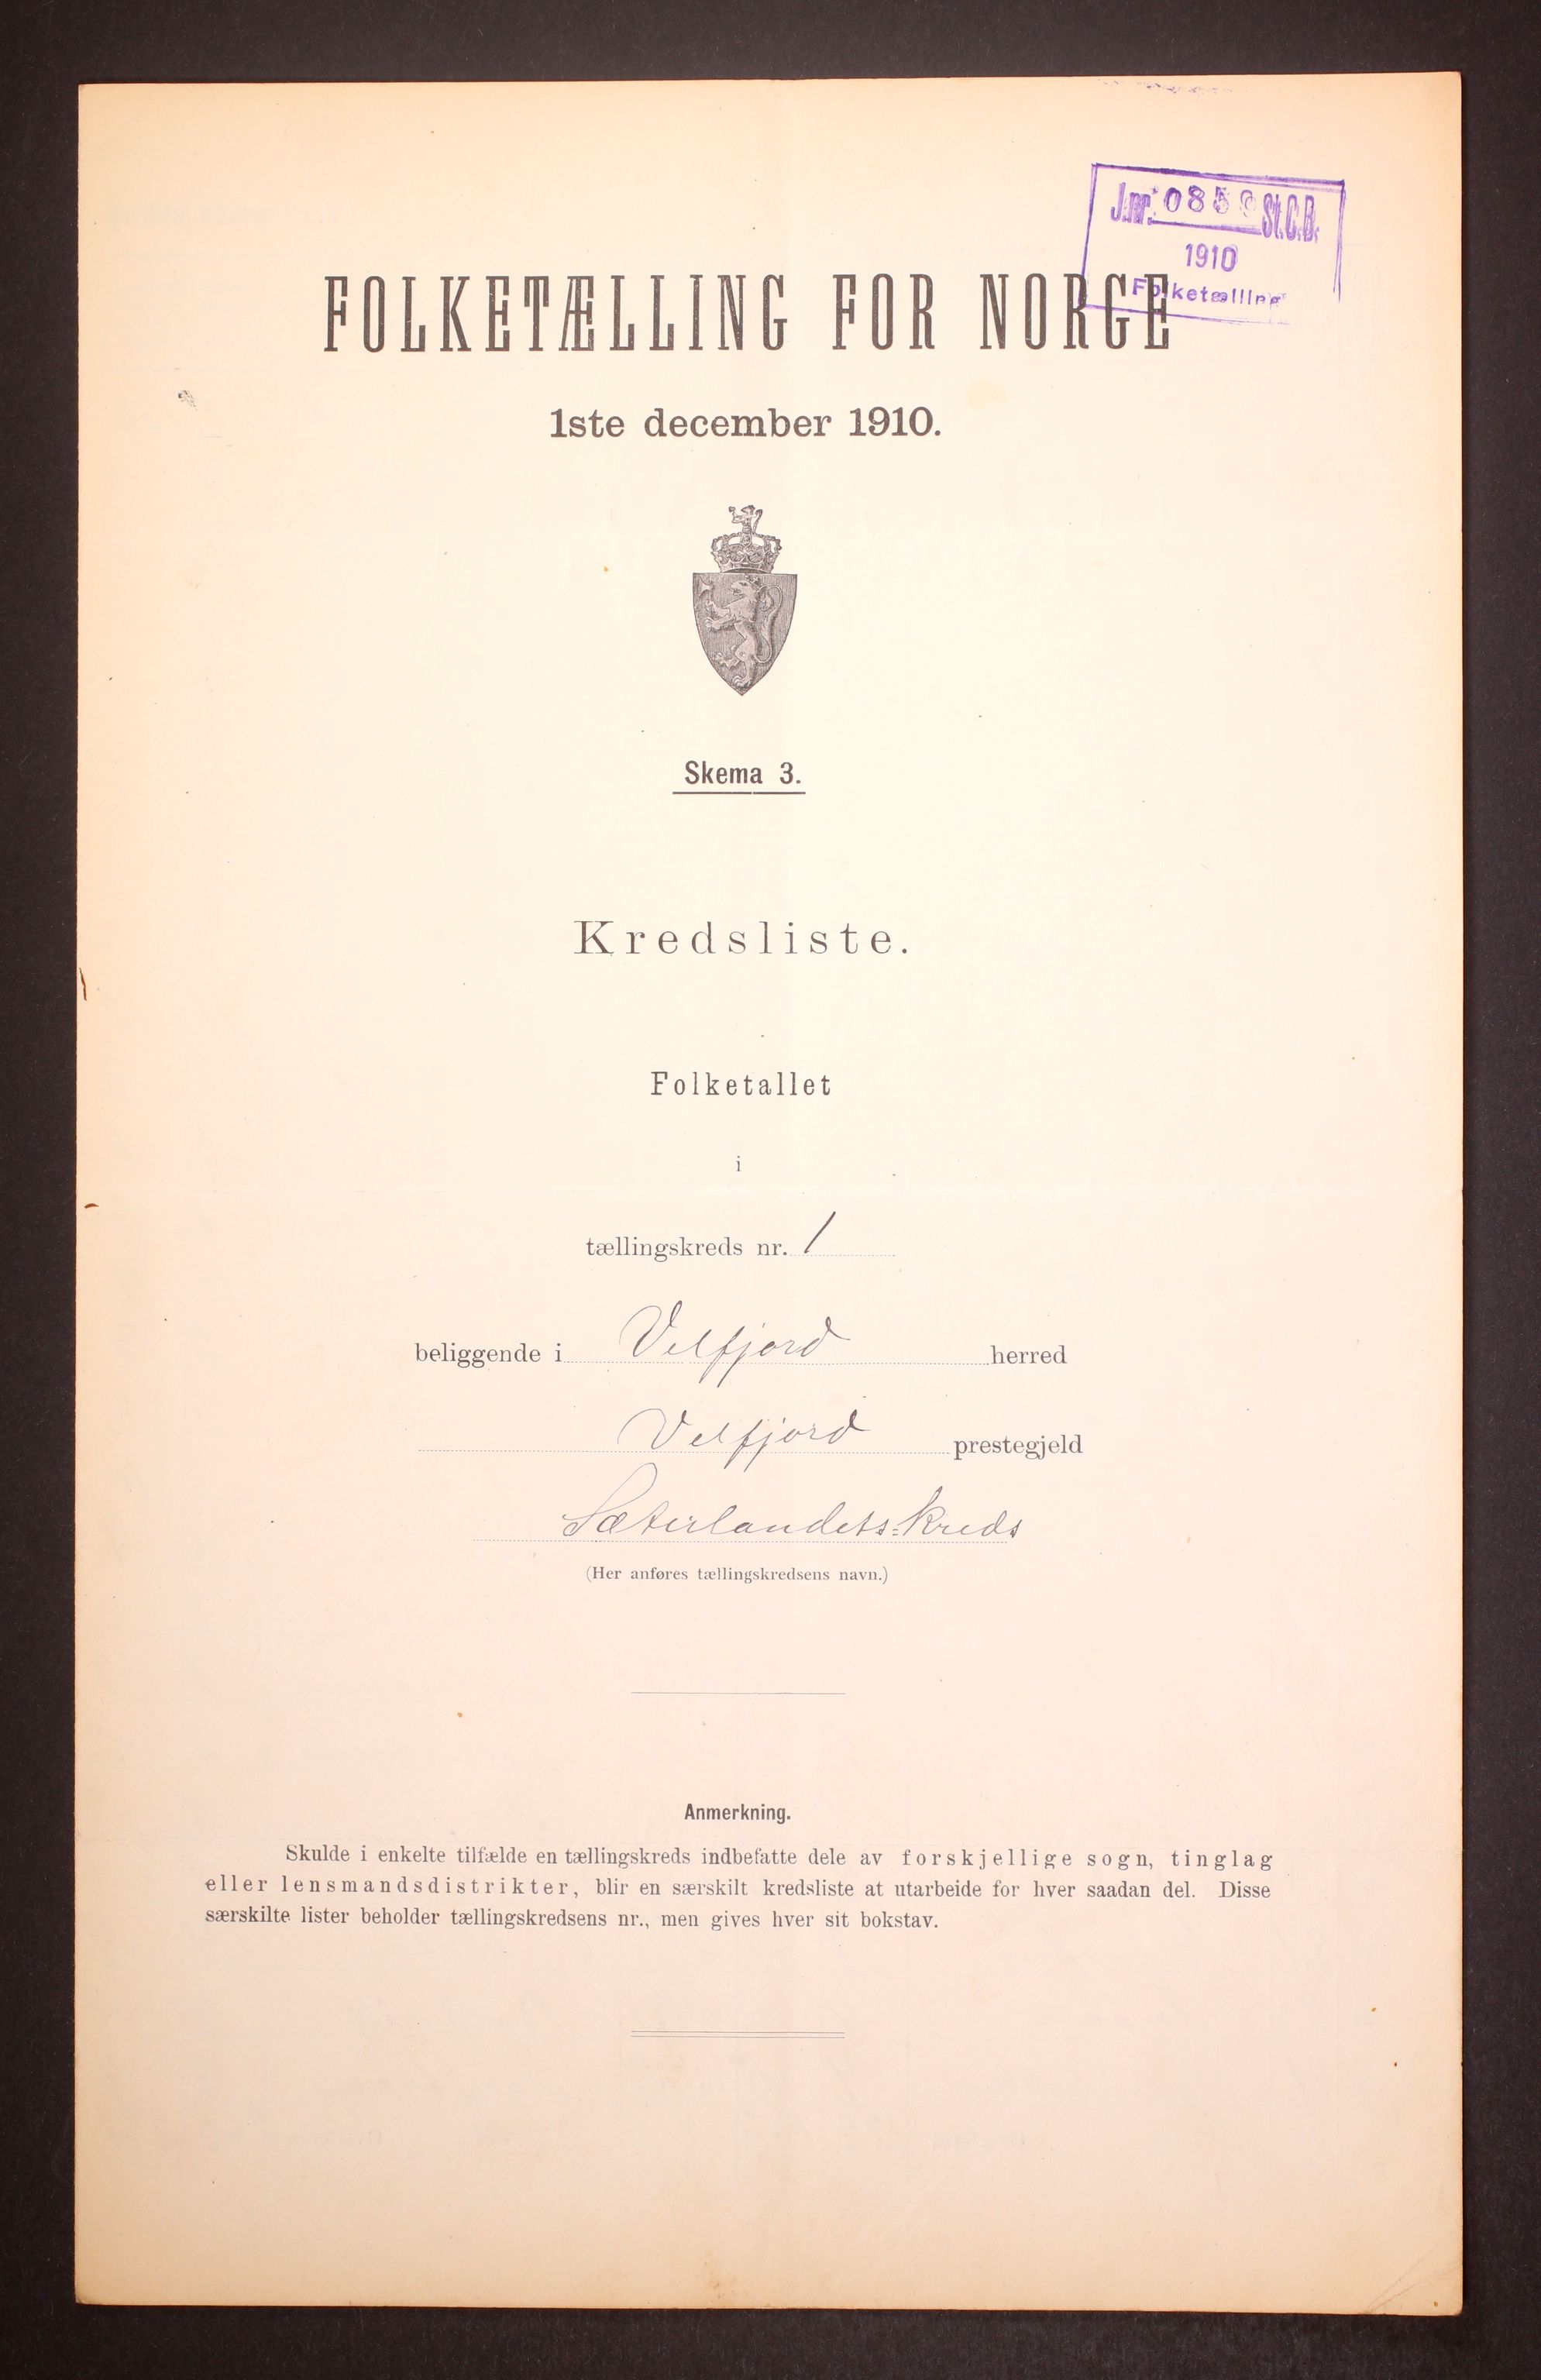 J.nr. 085 St.C.B.
1910
Folketælling
FOLKETÆLLING FOR NORGE
1ste december 1910.
Skema 3.
Kredsliste.
Folketallet
i
tællingskreds nr. 1
beliggende i Velfjord herred
Velfjord prestegjeld
Sæterlandets=Kreds
(Her anføres tællingskredsens navn.)
Anmerkning.
Skulde i enkelte tilfælde en tællingskreds indbefatte dele av forskjellige sogn, tinglag
eller lensmandsdistrikter, blir en særskilt kredsliste at utarbeide for hver saadan del. Disse
særskilte lister beholder tællingskredsens nr., men gives hver sit bokstav.